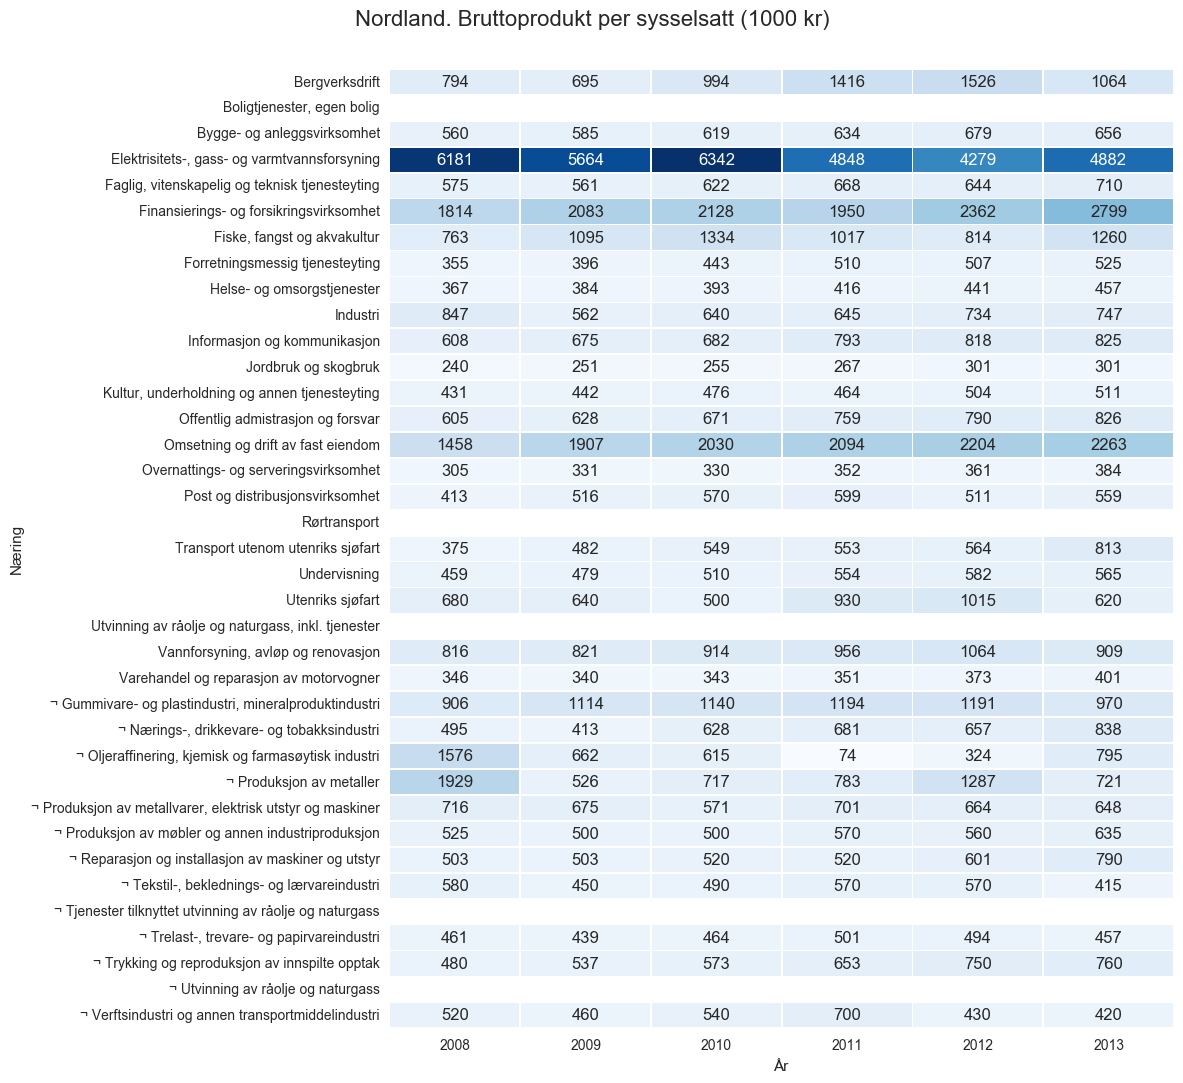 Nordland. Bruttoprodukt per sysselsatt (1000 kr)
Bergverksdrift 794 695 994 1416 1526 1064
Boligtjenester, egen bolig
Bygge- og anleggsvirksomhet 560 585 619 634 679 656
Elektrisitets-, gass- og varmtvannsforsyning 6181 5664 6342 4848 4279 4882
Faglig, vitenskapelig og teknisk tjenesteyting 575 561 622 668 644 710
Finansierings- og forsikringsvirksomhet 1814 2083 2128 1950 2362 2799
Fiske, fangst og akvakultur 763 1095 1334 1017 814 1260
Forretningsmessig tjenesteyting 355 396 443 510 507 525
Helse- og omsorgstjenester 367 384 393 416 441 457
Industri 847 562 640 645 734 747
Informasjon og kommunikasjon 608 675 682 793 818 825
Jordbruk og skogbruk 240 251 255 267 301 301
Kultur, underholdning og annen tjenesteyting 431 442 476 464 504 511
Offentlig admistrasjon og forsvar 605 628 671 759 790 826
Omsetning og drift av fast eiendom 1458 1907 2030 2094 2204 2263
Overnattings- og serveringsvirksomhet 305 331 330 352 361 384
Post og distribusjonsvirksomhet 413 516 570 599 511 559
Rørtransport
Transport utenom utenriks sjøfart 375 482 549 553 564 813
Undervisning 459 479 510 554 582 565
Utenriks sjøfart 680 640 500 930 1015 620
Utvinning av råolje og naturgass, inkl. tjenester
Vannforsyning, avløp og renovasjon 816 821 914 956 1064 909
Varehandel og reparasjon av motorvogner 346 340 343 351 373 401
¬ Gummivare- og plastindustri, mineralproduktindustri 906 1114 1140 1194 1191 970
¬ Nærings-, drikkevare- og tobakksindustri 495 413 628 681 657 838
¬ Oljeraffinering, kjemisk og farmasøytisk industri 1576 662 615 74 324 795
¬ Produksjon av metaller 1929 526 717 783 1287 721
¬ Produksjon av metallvarer, elektrisk utstyr og maskiner 716 675 571 701 664 648
¬ Produksjon av møbler og annen industriproduksjon 525 500 500 570 560 635
¬ Reparasjon og installasjon av maskiner og utstyr 503 503 520 520 601 790
¬ Tekstil-, beklednings- og lærvareindustri 580 450 490 570 570 415
¬ Tjenester tilknyttet utvinning av råolje og naturgass
¬ Trelast-, trevare- og papirvareindustri 461 439 464 501 494 457
¬ Trykking og reproduksjon av innspilte opptak 480 537 573 653 750 760
¬ Utvinning av råolje og naturgass
¬ Verftsindustri og annen transportmiddelindustri 520 460 540 700 430 420
2008 2009 2010 2011 2012 2013
År
Næring